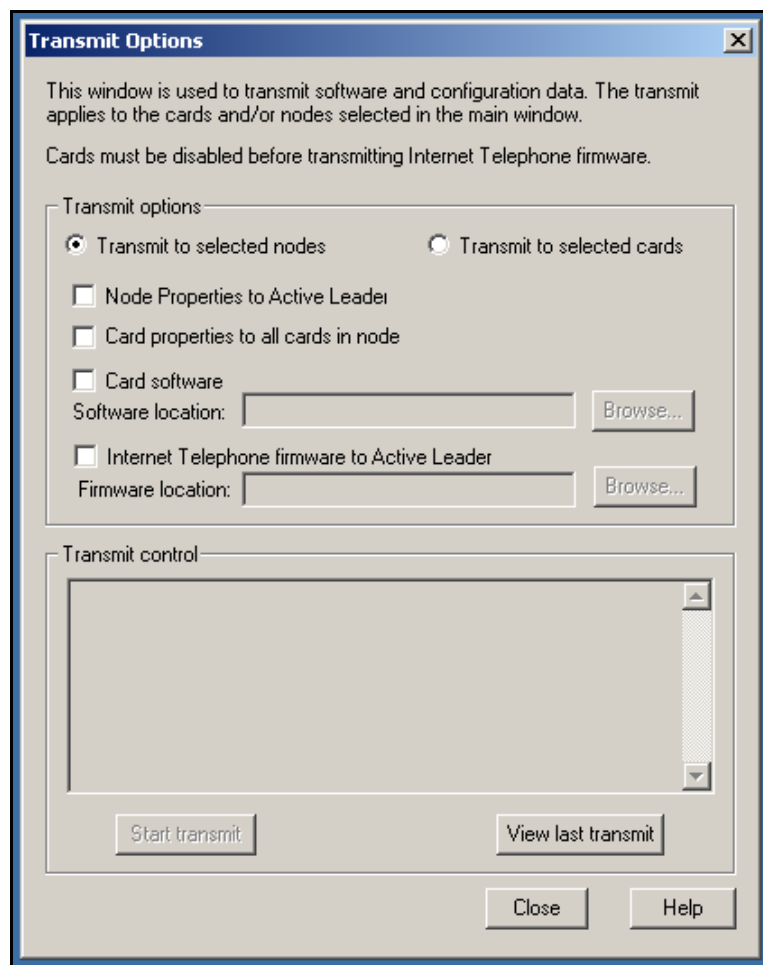 Transmit Options
This window is used to transmit software and configuration data. The transmit
applies to the cards and/or nodes selected in the main window.
Cards must be disabled before transmitting Internet Telephone firmware.
Transmit options
Transmit to selected nodes Transmit to selected cards
Node Properties to Active Leader
Card properties to all cards in node
Card software
Software location: Browse...
Internet Telephone firmware to Active Leader
Firmware location: Browse...
Transmit control
Start transmit View last transmit
Close Help